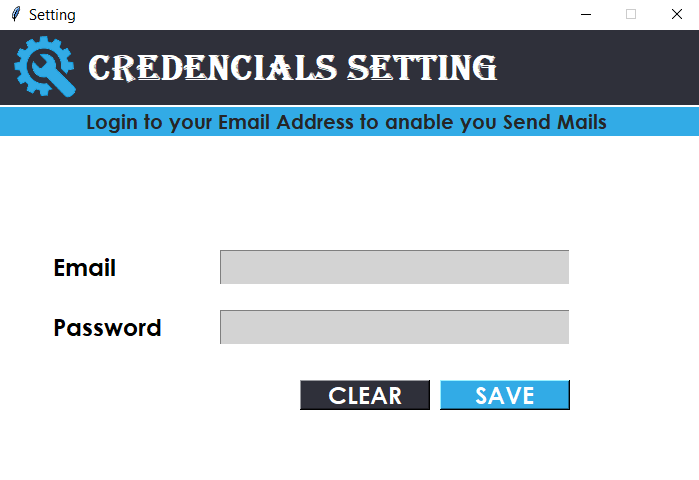 Setting
CREDENCIALS SETTING
Login to your Email Address to anable you Send Mails
Email
Password
CLEAR SAVE